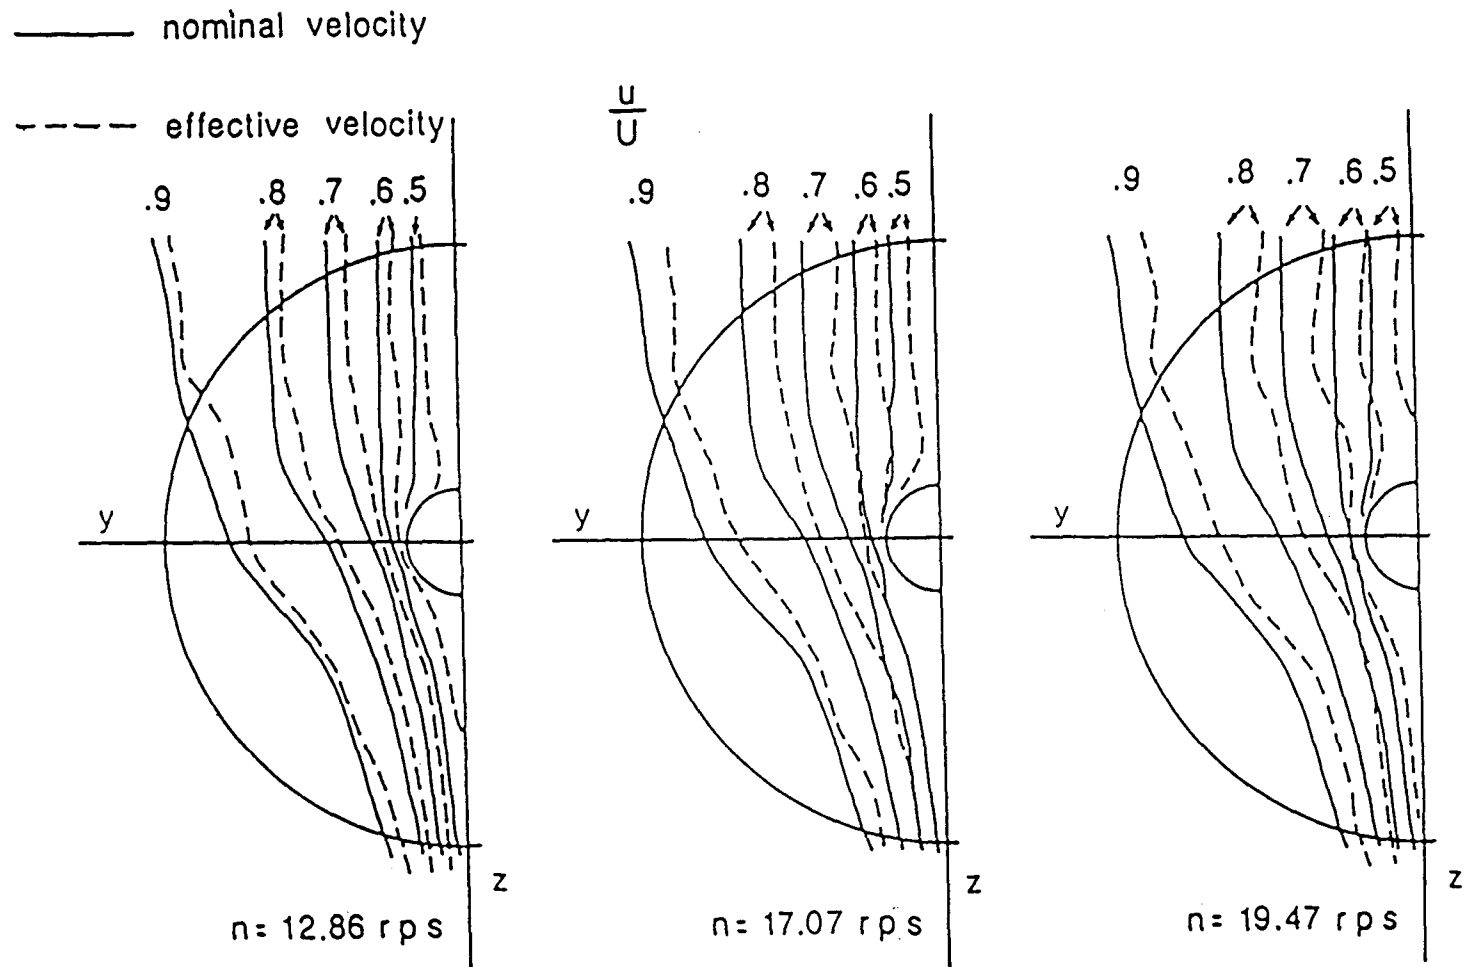 nominal velocity
effective velocity
u
U
.9 .8 .7 .6 .5
.9 .8 .7 .6 .5
.9 .8 .7 .6 .5
y
y
y
z
z
z
n= 12.86 rps
n= 17.07 rps
n= 19.47 rps